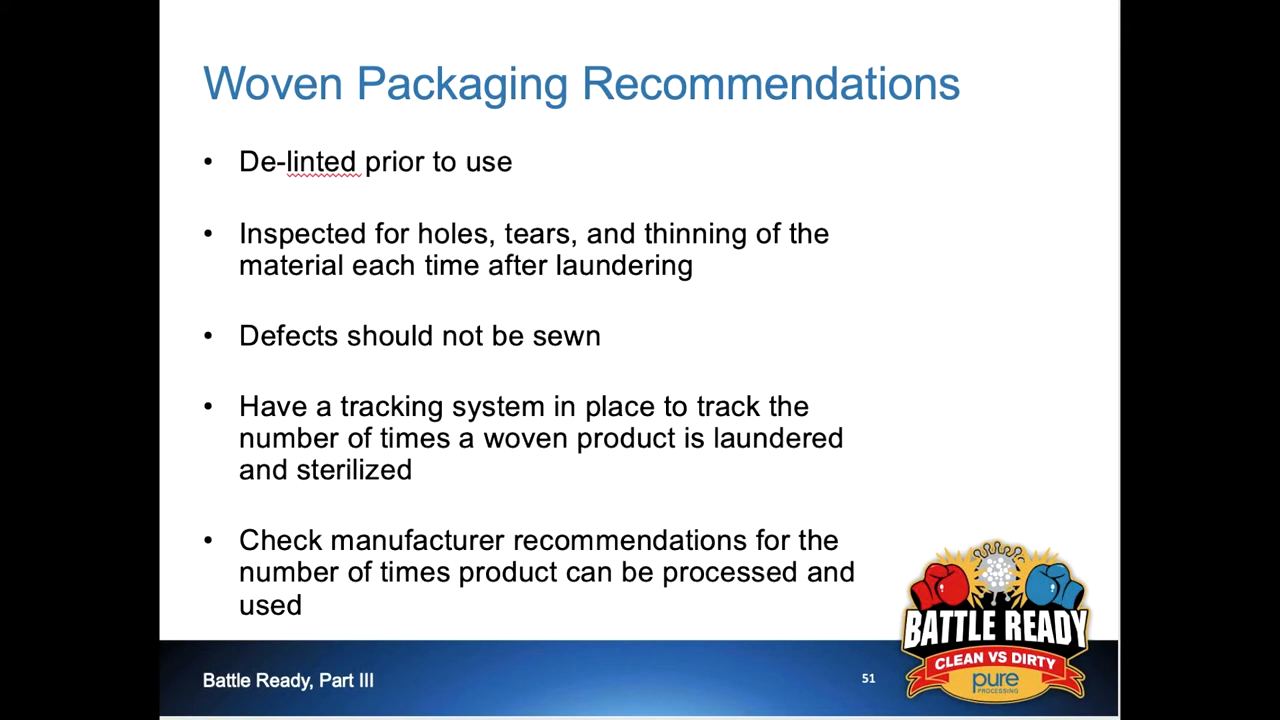 Woven Packaging Recommendations
• De-linted prior to use
• Inspected for holes, tears, and thinning of the
material each time after laundering
• Defects should not be sewn
• Have a tracking system in place to track the
number of times a woven product is laundered
and sterilized
• Check manufacturer recommendations for the
number of times product can be processed and
used
BATTLE READY
CLEAN VS DIRTY
pure
PROCESSING
Battle Ready, Part III
51